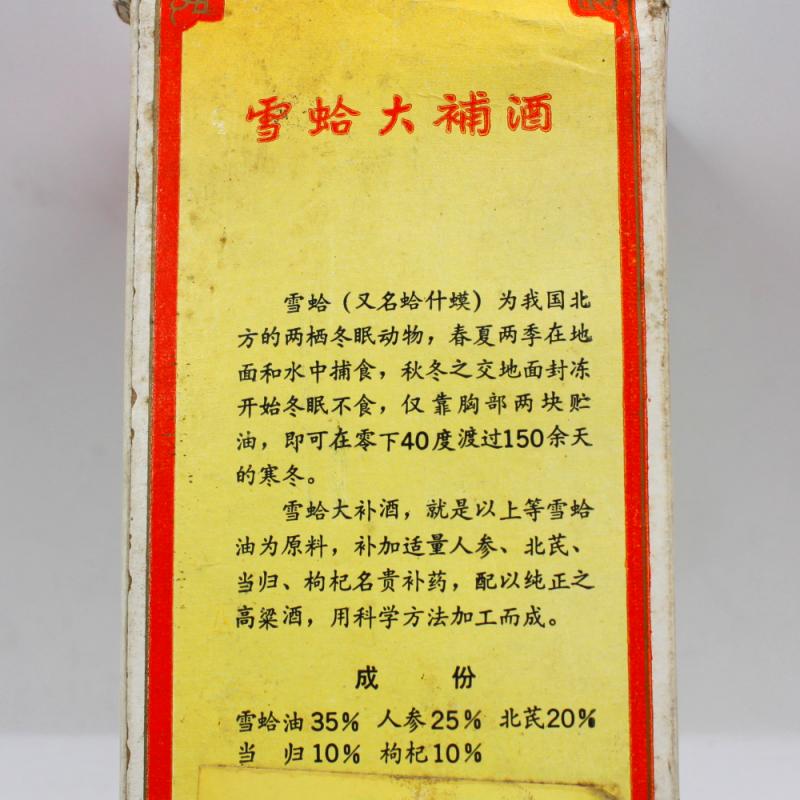 雪蛤大補酒
雪蛤（又名蛤什蟆）为我国北
方的两栖冬眠动物，春夏两季在地
面和水中捕食，秋冬之交地面封冻
开始冬眠不食，仅靠胸部两块贮
油，即可在零下40度渡过150余天
的寒冬。
雪蛤大补酒，就是以上等雪蛤
油为原料，补加适量人参、北芪、
当归、枸杞名贵补药，配以纯正之
高粱酒，用科学方法加工而成。
成 份
雪蛤油35% 人参25% 北芪20%
当 归10% 枸杞10%